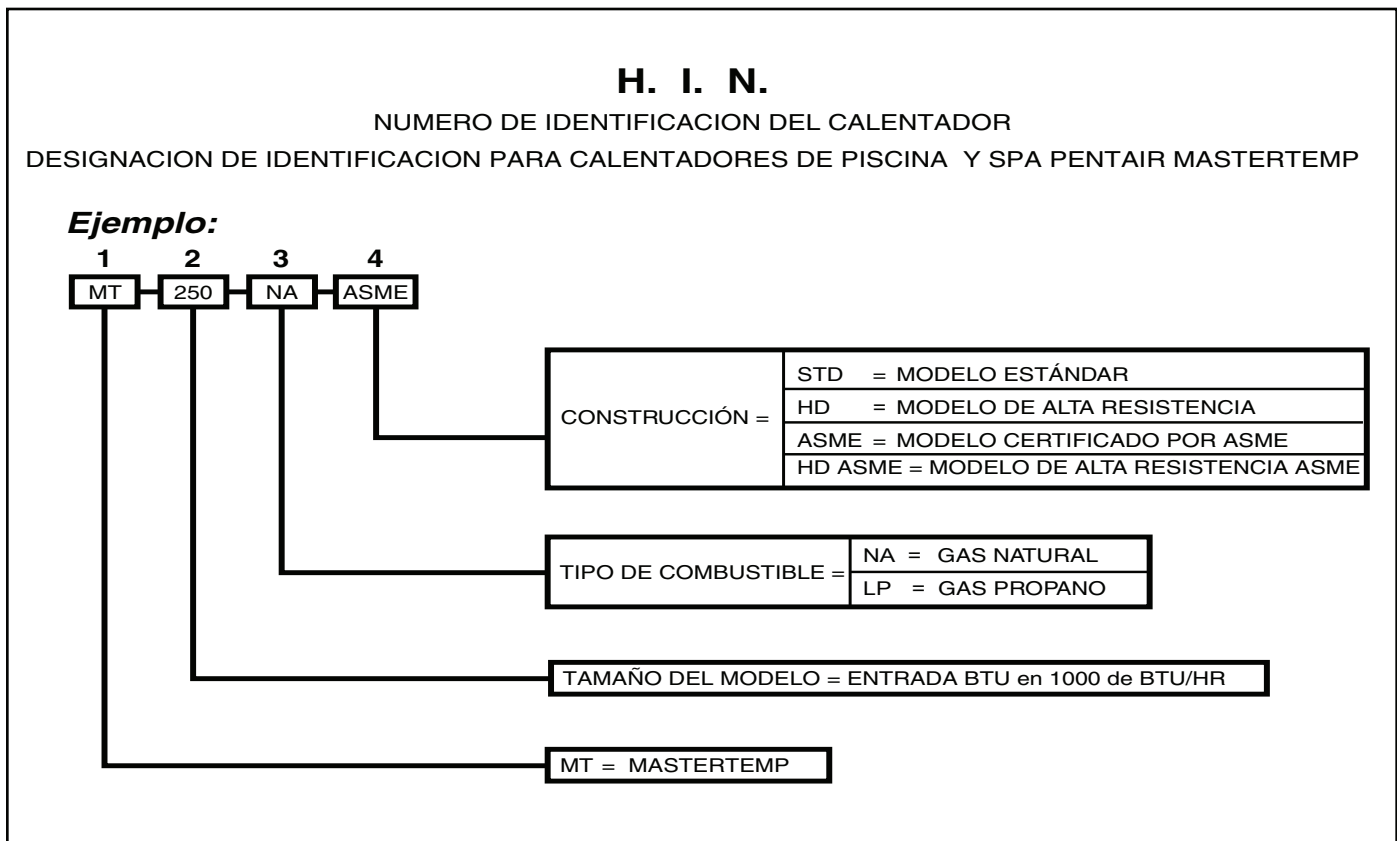 H. I. N.
NUMERO DE IDENTIFICACION DEL CALENTADOR
DESIGNACION DE IDENTIFICACION PARA CALENTADORES DE PISCINA Y SPA PENTAIR MASTERTEMP
Ejemplo:
1 2 3 4
MT 250 NA ASME
CONSTRUCCIÓN =
STD = MODELO ESTÁNDAR
HD = MODELO DE ALTA RESISTENCIA
ASME = MODELO CERTIFICADO POR ASME
HD ASME = MODELO DE ALTA RESISTENCIA ASME
TIPO DE COMBUSTIBLE =
NA = GAS NATURAL
LP = GAS PROPANO
TAMAÑO DEL MODELO = ENTRADA BTU en 1000 de BTU/HR
MT = MASTERTEMP